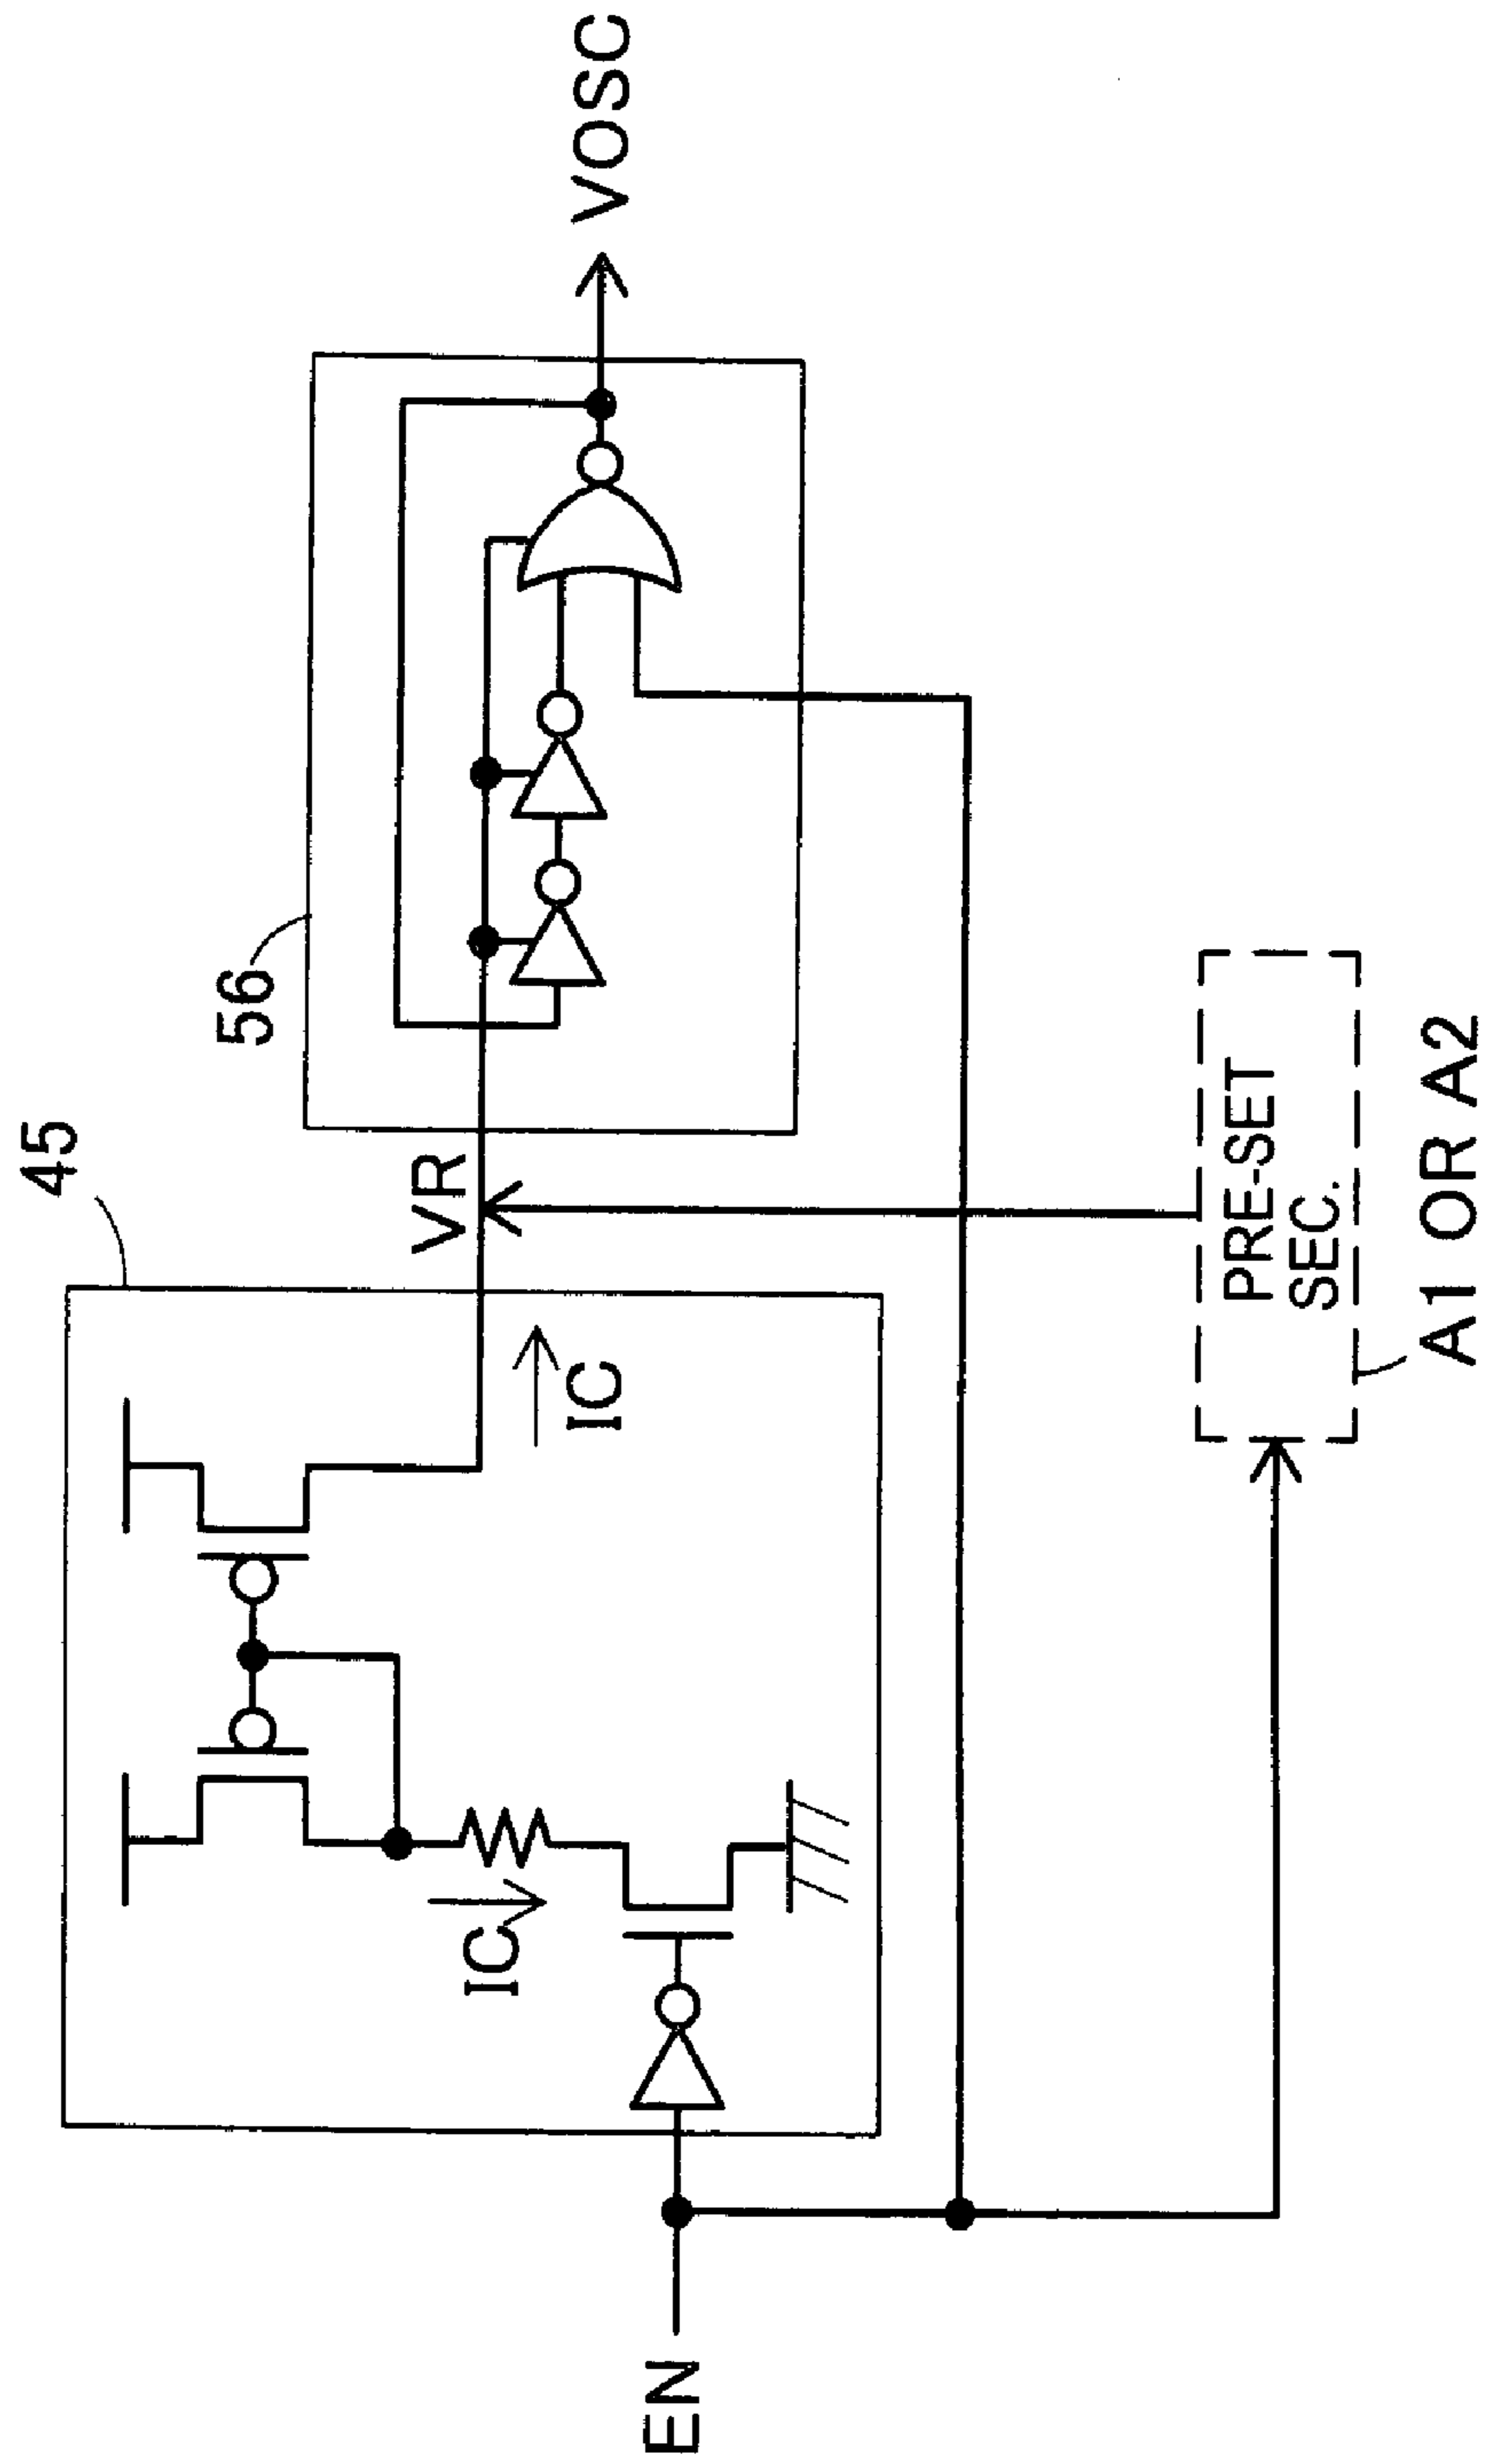 45
56
VR
IC
IC
EN
VOSC
PRE-SET
SEC.
A1 OR A2